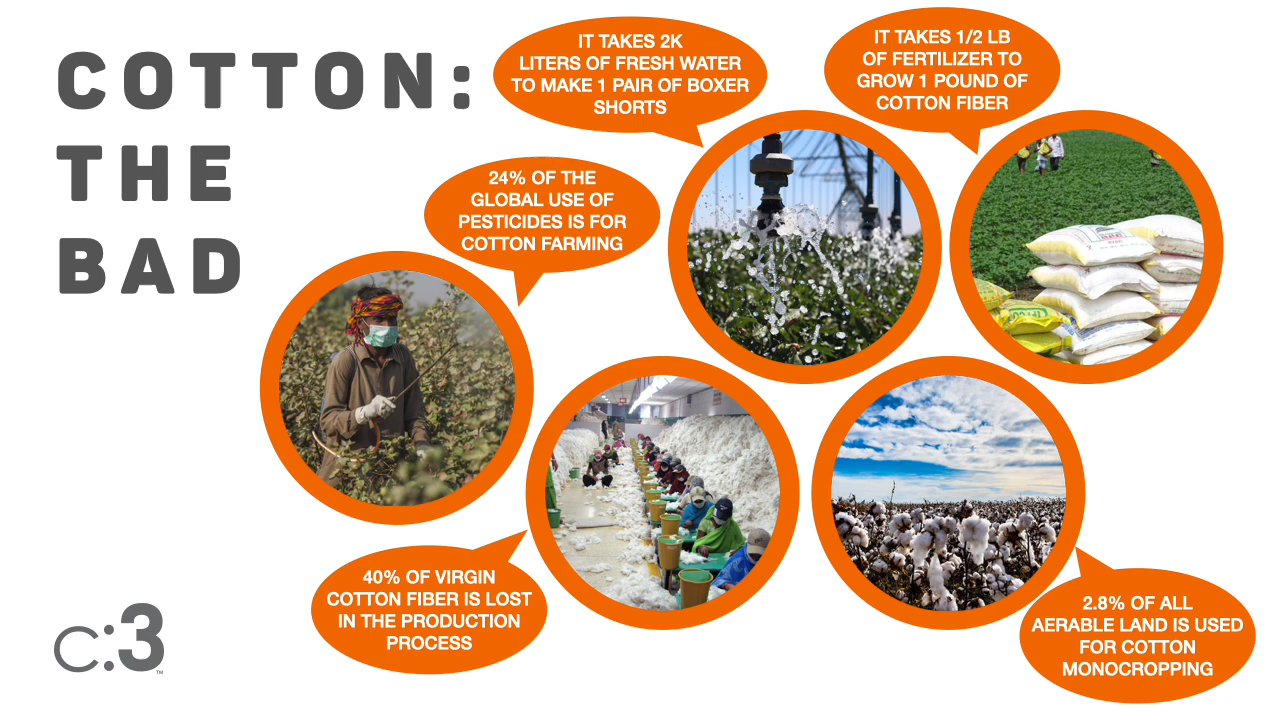 COTTON:
THE
BAD
IT TAKES 2K
LITERS OF FRESH WATER
TO MAKE 1 PAIR OF BOXER
SHORTS
IT TAKES 1/2 LB
OF FERTILIZER TO
GROW 1 POUND OF
COTTON FIBER
24% OF THE
GLOBAL USE OF
PESTICIDES IS FOR
COTTON FARMING
40% OF VIRGIN
COTTON FIBER IS LOST
IN THE PRODUCTION
PROCESS
2.8% OF ALL
AERABLE LAND IS USED
FOR COTTON
MONOCROPPING
c:3™